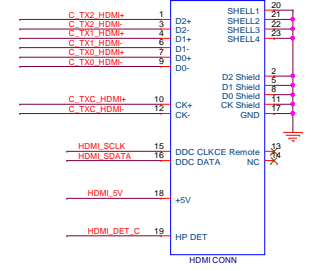 C_TX2_HDMI+ 1 D2+ SHELL1 20
C_TX2_HDMI- 3 D2- SHELL2 21
C_TX1_HDMI+ 4 D1+ SHELL3 22
C_TX1_HDMI- 6 D1- SHELL4 23
C_TX0_HDMI+ 7 D0+
C_TX0_HDMI- 9 D0-
D2 Shield 2
D1 Shield 5
D0 Shield 8
C_TXC_HDMI+ 10 CK+ CK Shield 11
C_TXC_HDMI- 12 CK- GND 17
HDMI_SCLK 15 DDC CLK CE Remote 13
HDMI_SDATA 16 DDC DATA NC 14
HDMI_5V 18 +5V
HDMI_DET_C 19 HP DET
HDMI CONN